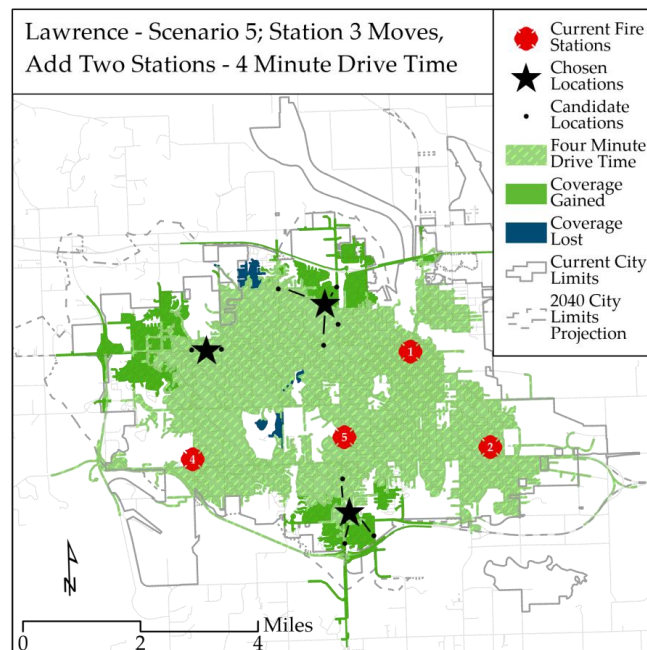 Lawrence - Scenario 5; Station 3 Moves,
Add Two Stations - 4 Minute Drive Time
Current Fire
Stations
Chosen
Locations
Candidate
Locations
Four Minute
Drive Time
Coverage
Gained
Coverage
Lost
Current City
Limits
2040 City
Limits
Projection
1
5
2
4
N
Miles
0 2 4